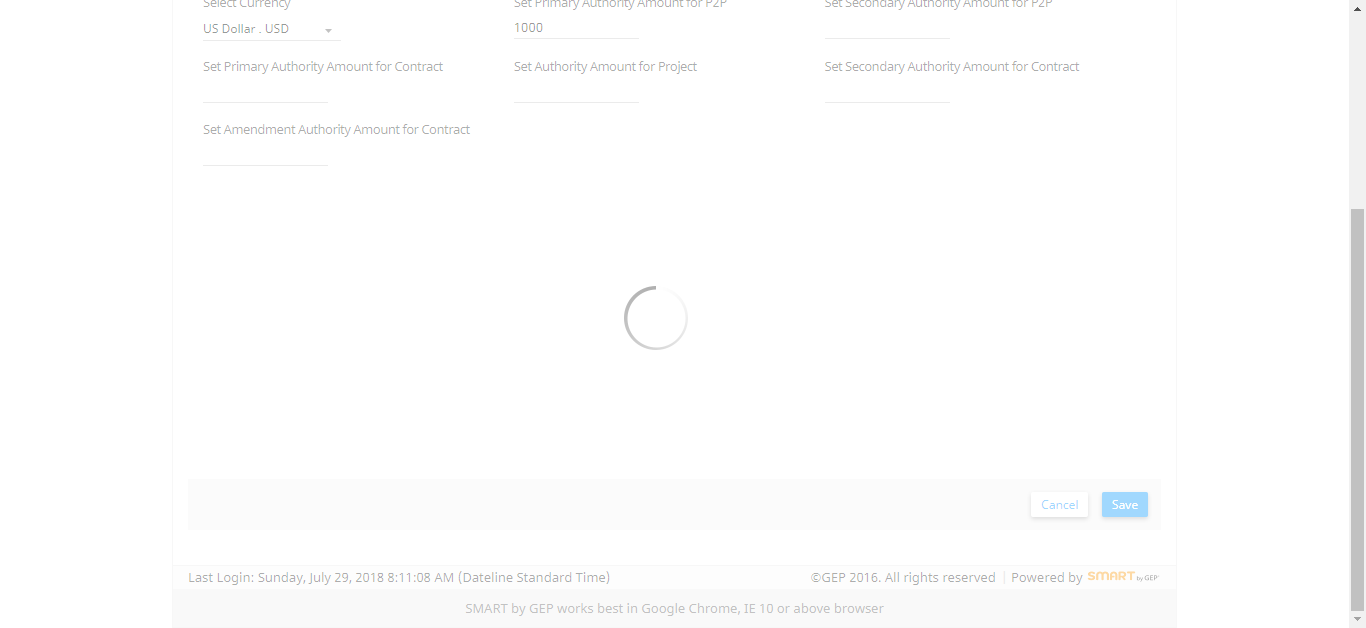 Select Currency Set Primary Authority Amount for P2P Set Secondary Authority Amount for P2P
US Dollar . USD 1000
Set Primary Authority Amount for Contract Set Authority Amount for Project Set Secondary Authority Amount for Contract
Set Amendment Authority Amount for Contract
Cancel Save
Last Login: Sunday, July 29, 2018 8:11:08 AM (Dateline Standard Time) ©GEP 2016. All rights reserved | Powered by SMART by GEP
SMART by GEP works best in Google Chrome, IE 10 or above browser